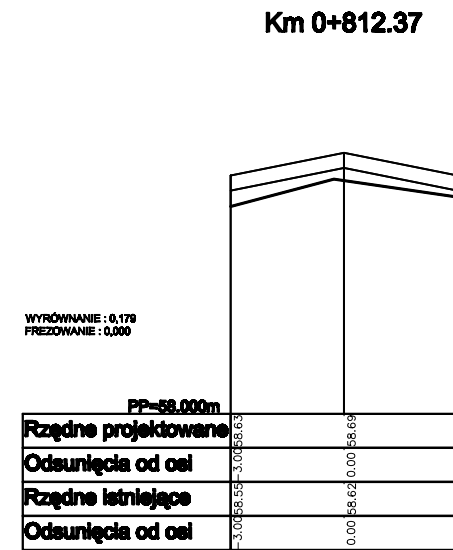 Km 0+812.37
WYRÓWNANIE : 0,179
FREZOWANIE : 0,000
PP=58.000m
Rzędne projektowane 58.63 58.69
Odsunięcia od osi -3.00 0.00
Rzędne istniejące 58.55 58.62
Odsunięcia od osi -3.00 0.00